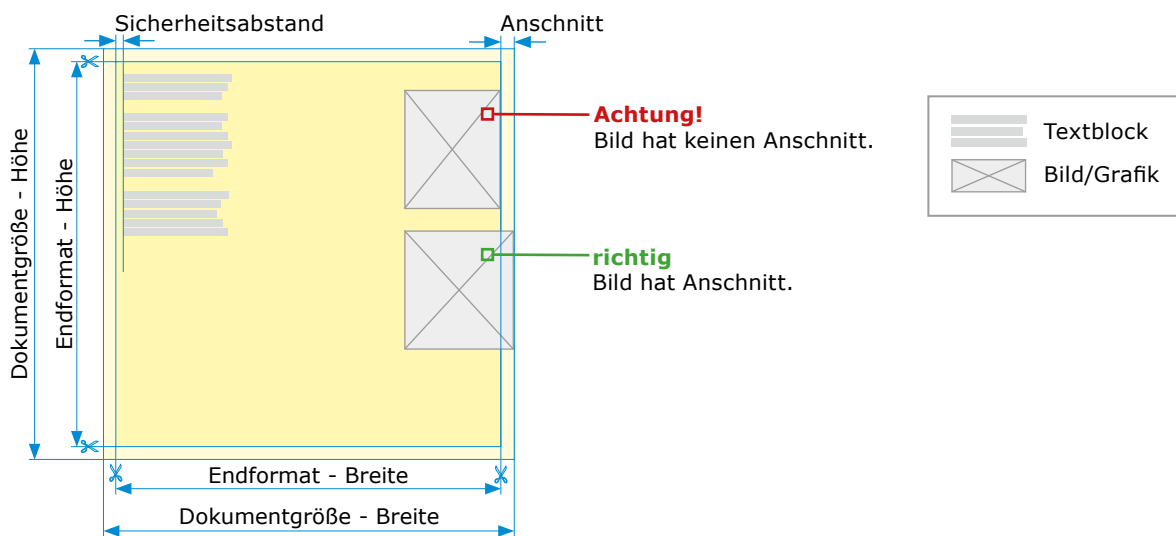 Sicherheitsabstand
Anschnitt
Dokumentgröße - Höhe
Endformat - Höhe
Achtung!
Bild hat keinen Anschnitt.
richtig
Bild hat Anschnitt.
Textblock
Bild/Grafik
Endformat - Breite
Dokumentgröße - Breite